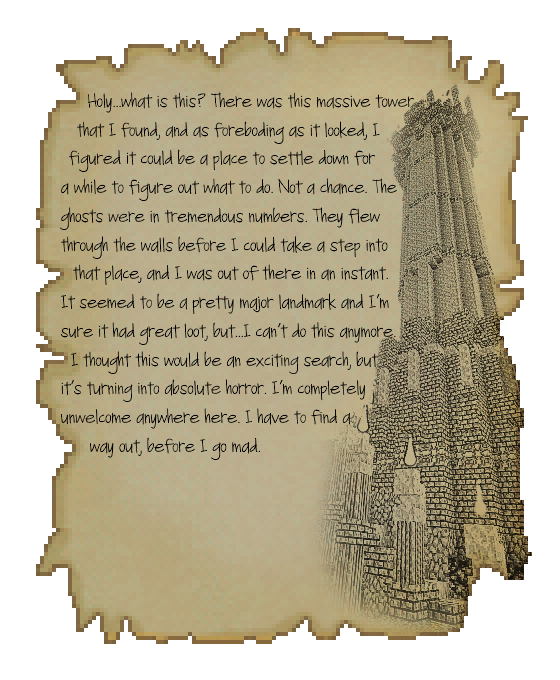 Holy...what is this? There was this massive tower
that I found, and as foreboding as it looked, I
figured it could be a place to settle down for
a while to figure out what to do. Not a chance. The
ghosts were in tremendous numbers. They flew
through the walls before I could take a step into
that place, and I was out of there in an instant.
It seemed to be a pretty major landmark and I'm
sure it had great loot, but...I can't do this anymore.
I thought this would be an exciting search, but
it's turning into absolute horror. I'm completely
unwelcome anywhere here. I have to find a
way out, before I go mad.